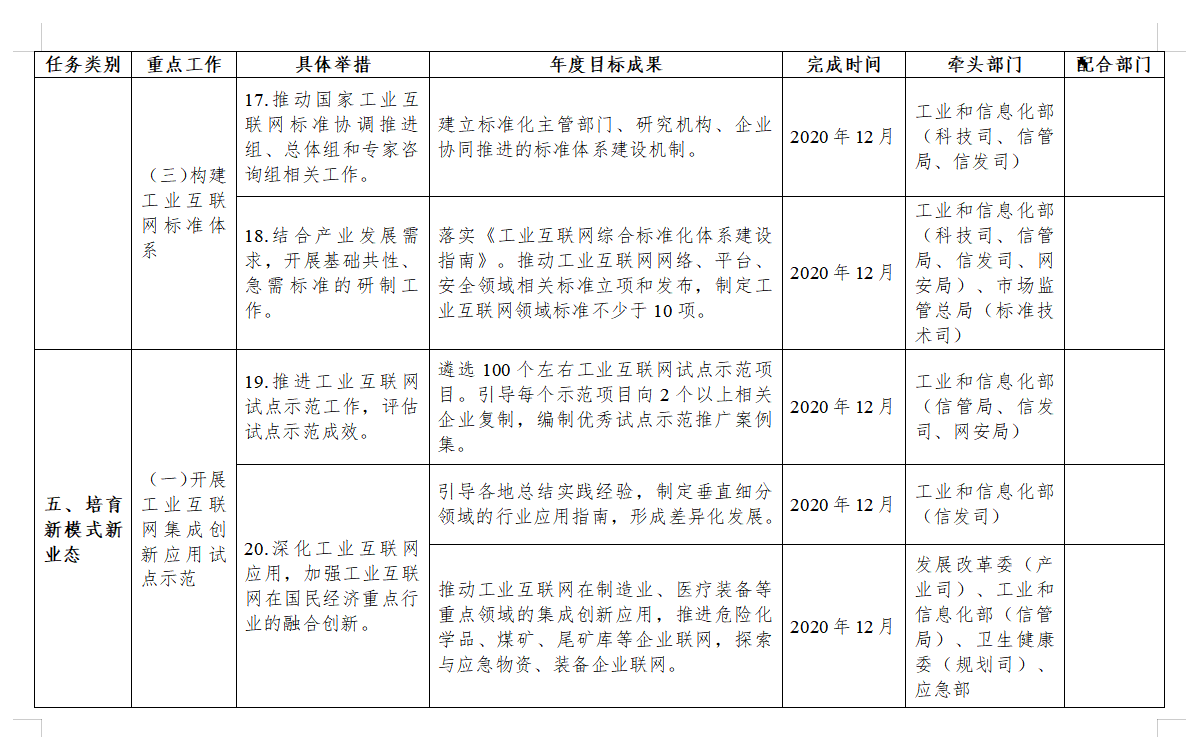 任务类别 重点工作 具体举措 年度目标成果 完成时间 牵头部门 配合部门
（三）构建
工业互联
网标准体
系
17.推动国家工业互
联网标准协调推进
组、总体组和专家咨
询组相关工作。
建立标准化主管部门、研究机构、企业
协同推进的标准体系建设机制。
2020 年 12 月
工业和信息化部
（科技司、信管
局、信发司）
18.结合产业发展需
求，开展基础共性、
急需标准的研制工
作。
落实《工业互联网综合标准化体系建设
指南》。推动工业互联网网络、平台、
安全领域相关标准立项和发布，制定工
业互联网领域标准不少于 10 项。
2020 年 12 月
工业和信息化部
（科技司、信管
局、信发司、网
安局）、市场监
管总局（标准技
术司）
五、培育
新模式新
业态
（一）开展
工业互联
网集成创
新应用试
点示范
19.推进工业互联网
试点示范工作，评估
试点示范成效。
遴选 100 个左右工业互联网试点示范项
目。引导每个示范项目向 2 个以上相关
企业复制，编制优秀试点示范推广案例
集。
2020 年 12 月
工业和信息化部
（信管局、信发
司、网安局）
20.深化工业互联网
应用，加强工业互联
网在国民经济重点行
业的融合创新。
引导各地总结实践经验，制定垂直细分
领域的行业应用指南，形成差异化发展。
2020 年 12 月
工业和信息化部
（信发司）
推动工业互联网在制造业、医疗装备等
重点领域的集成创新应用，推进危险化
学品、煤矿、尾矿库等企业联网，探索
与应急物资、装备企业联网。
2020 年 12 月
发展改革委（产
业司）、工业和
信息化部（信管
局）、卫生健康
委（规划司）、
应急部